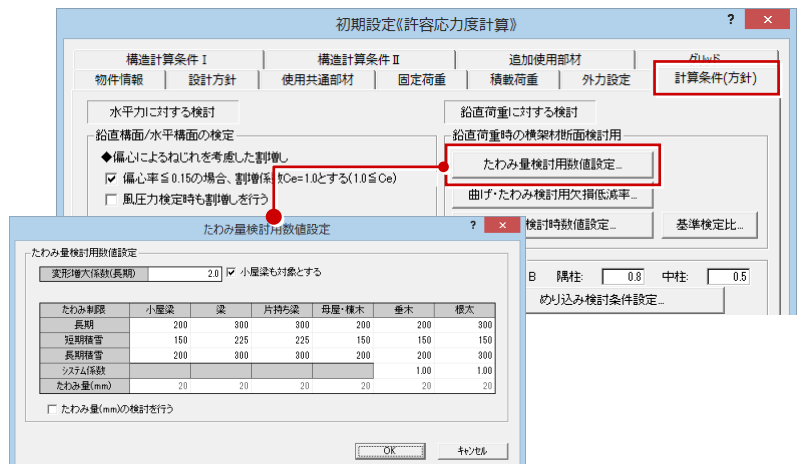 初期設定《許容応力度計算》
?
×
構造計算条件Ⅰ 構造計算条件Ⅱ 追加使用部材 グリッド
物件情報 設計方針 使用共通部材 固定荷重 積載荷重 外力設定 計算条件(方針)
水平力に対する検討
鉛直構面/水平構面の検定
◆偏心によるねじれを考慮した割増し
偏心率≦0.15の場合、割増係数Ce=1.0とする(1.0≦Ce)
風圧力検定時も割増しを行う
鉛直荷重に対する検討
鉛直荷重時の横架材断面検討用
たわみ量検討用数値設定...
曲げ・たわみ検討用欠損低減率...
検討時数値設定... 基準検定比...
B 隅柱: 0.8 中柱: 0.5
めり込み検討条件設定...
たわみ量検討用数値設定
?
×
たわみ量検討用数値設定
変形増大係数(長期) 2.0 小屋梁も対象とする
たわみ制限 小屋梁 梁 片持ち梁 母屋・棟木 垂木 根太
長期 200 300 300 200 200 300
短期積雪 150 225 225 150 150 150
長期積雪 200 300 300 200 200 300
システム係数 1.00 1.00
たわみ量(mm) 20 20 20 20 20 20
たわみ量(mm)の検討を行う
OK キャンセル